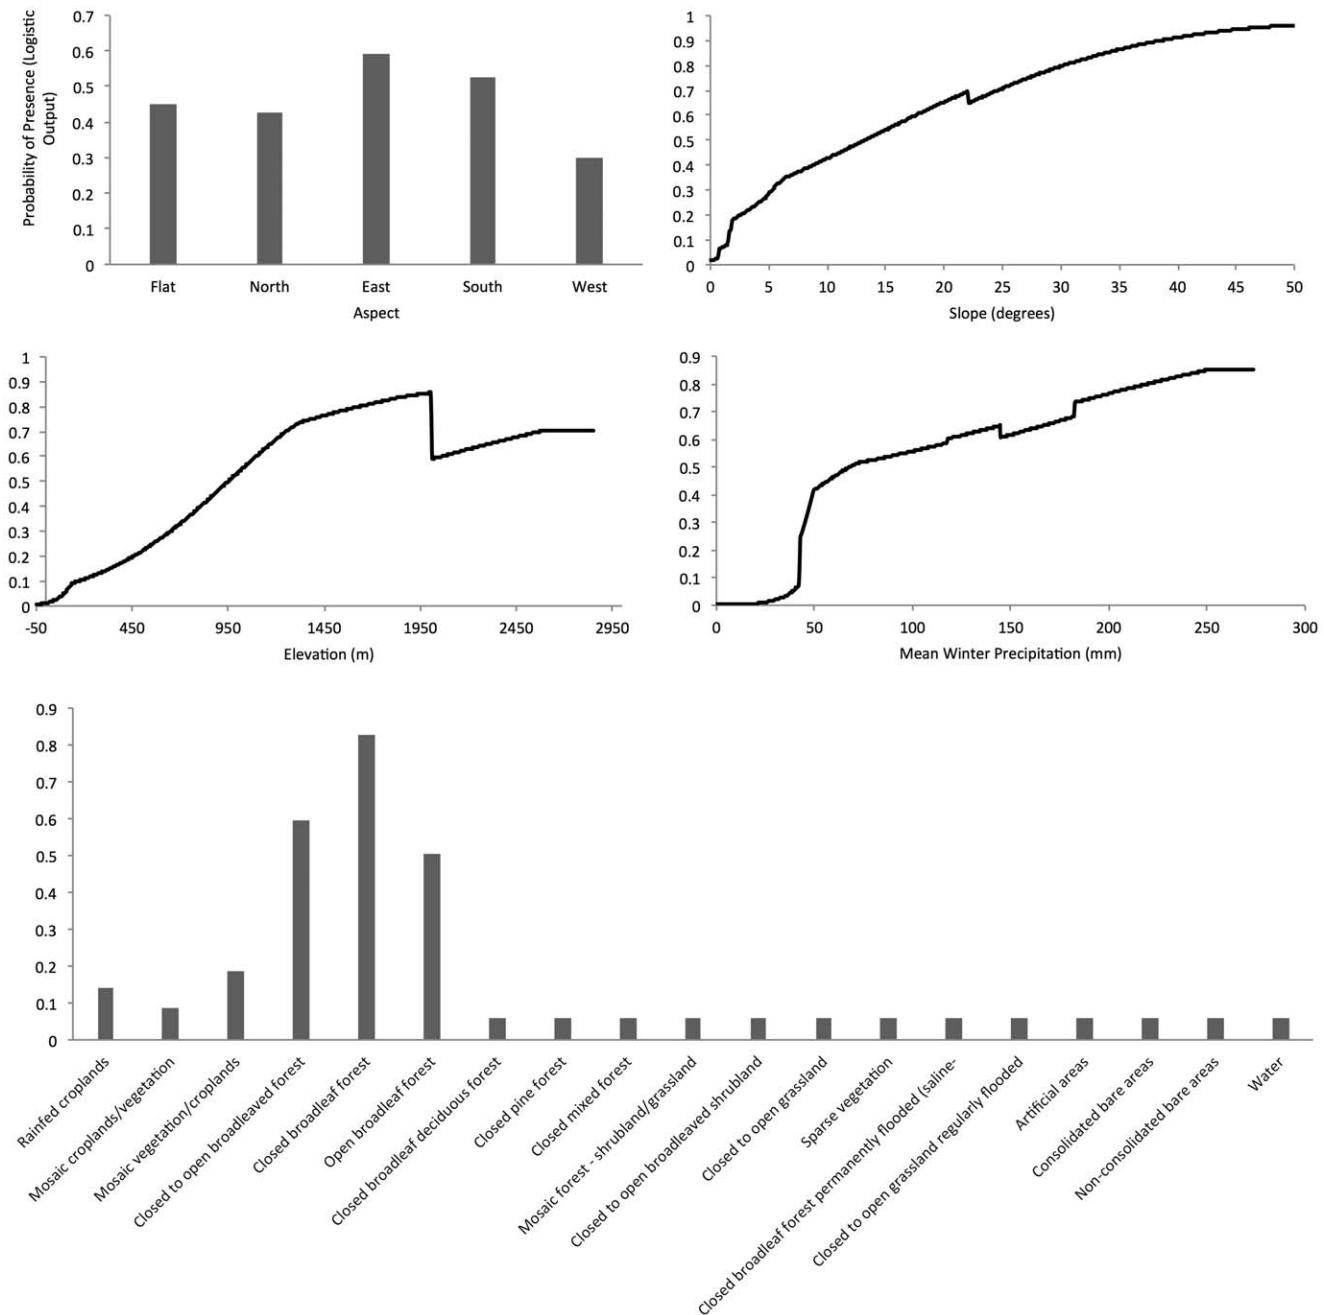 Probability of Presence (Logistic
Output)
0.7
0.6
0.5
0.4
0.3
0.2
0.1
0
Flat North East South West
Aspect
1
0.9
0.8
0.7
0.6
0.5
0.4
0.3
0.2
0.1
0
0 5 10 15 20 25 30 35 40 45 50
Slope (degrees)
1
0.9
0.8
0.7
0.6
0.5
0.4
0.3
0.2
0.1
0
-50 450 950 1450 1950 2450 2950
Elevation (m)
0.9
0.8
0.7
0.6
0.5
0.4
0.3
0.2
0.1
0
0 50 100 150 200 250 300
Mean Winter Precipitation (mm)
0.9
0.8
0.7
0.6
0.5
0.4
0.3
0.2
0.1
0
Rainfed croplands
Mosaic croplands/vegetation
Mosaic vegetation/croplands
Closed to open broadleaved forest
Closed broadleaf forest
Open broadleaf forest
Closed broadleaf deciduous forest
Closed pine forest
Closed mixed forest
Mosaic forest - shrubland/grassland
Closed to open broadleaved shrubland
Closed to open grassland
Sparse vegetation
Closed broadleaf forest permanently flooded (saline-
Closed to open grassland regularly flooded
Artificial areas
Consolidated bare areas
Non-consolidated bare areas
Water